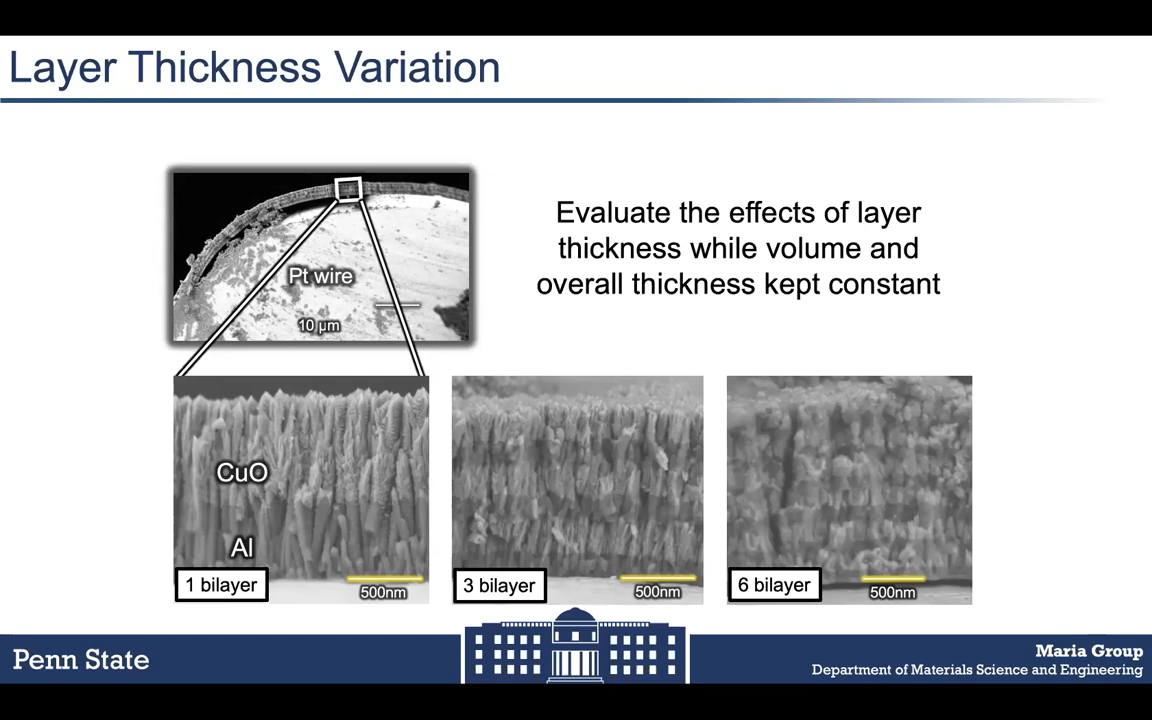 Layer Thickness Variation
Pt wire
10 µm
Evaluate the effects of layer
thickness while volume and
overall thickness kept constant
CuO
Al
1 bilayer
500nm
3 bilayer
500nm
6 bilayer
500nm
Penn State
Maria Group
Department of Materials Science and Engineering